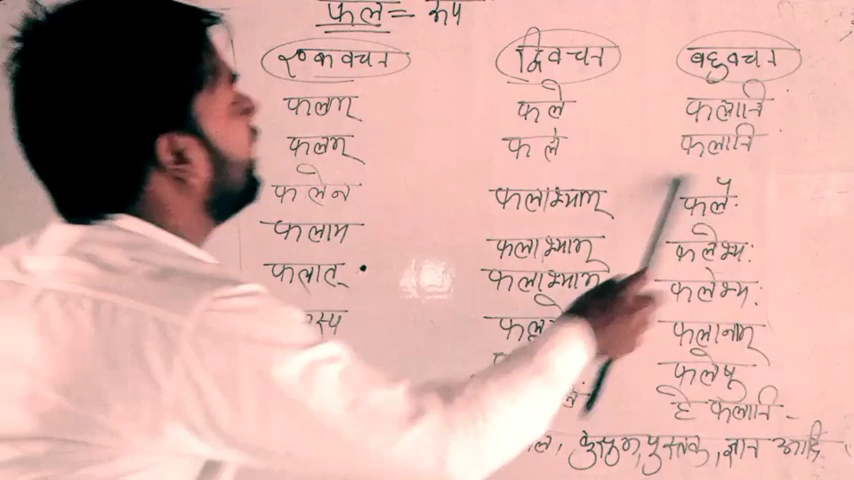 फल = रूप
एकवचन द्विवचन बहुवचन
फलम् फले फलानि
फलम् फले फलानि
फलेन फलाभ्याम् फलैः
फलाय फलाभ्याम् फलेभ्यः
फलात् फलाभ्याम् फलेभ्यः
स्य फल फलानाम्
फलेषु
हे फलानि
कुसुम, पुस्तक, ज्ञान आदि